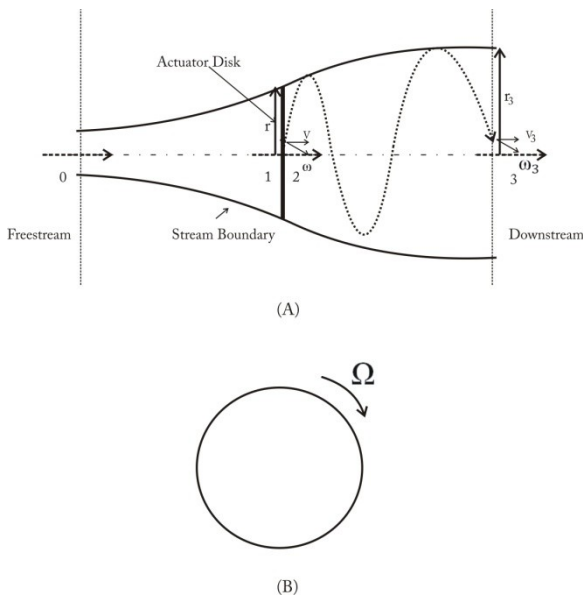 Actuator Disk
r
r₃
V
V₃
ω
ω₃
0
1
2
3
Freestream
Stream Boundary
Downstream
(A)
Ω
(B)